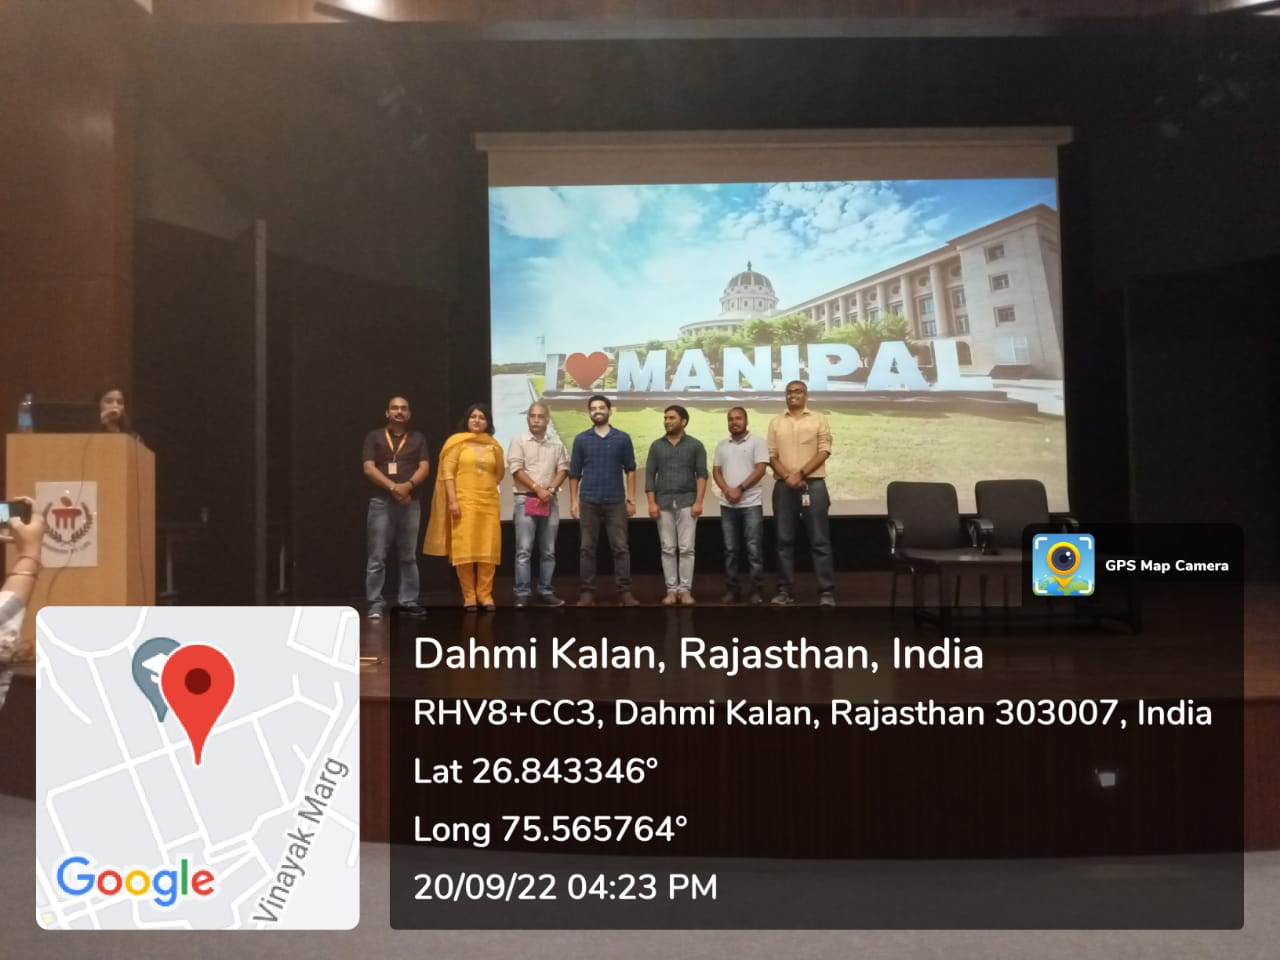 I ❤ MANIPAL
GPS Map Camera
Dahmi Kalan, Rajasthan, India
RHV8+CC3, Dahmi Kalan, Rajasthan 303007, India
Lat 26.843346°
Long 75.565764°
20/09/22 04:23 PM
Vinayak Marg
Google